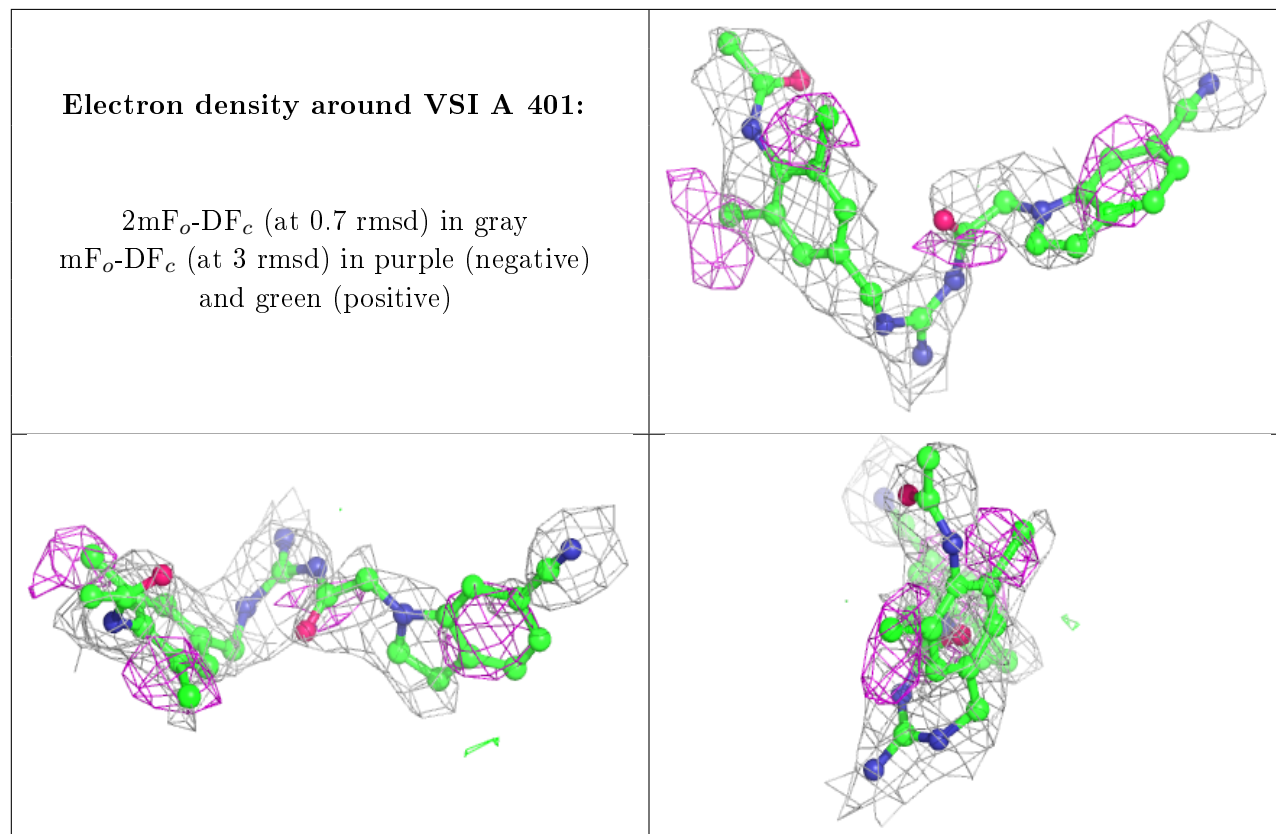 Electron density around VSI A 401:
2mFₒ-DF𝒸 (at 0.7 rmsd) in gray
mFₒ-DF𝒸 (at 3 rmsd) in purple (negative)
and green (positive)